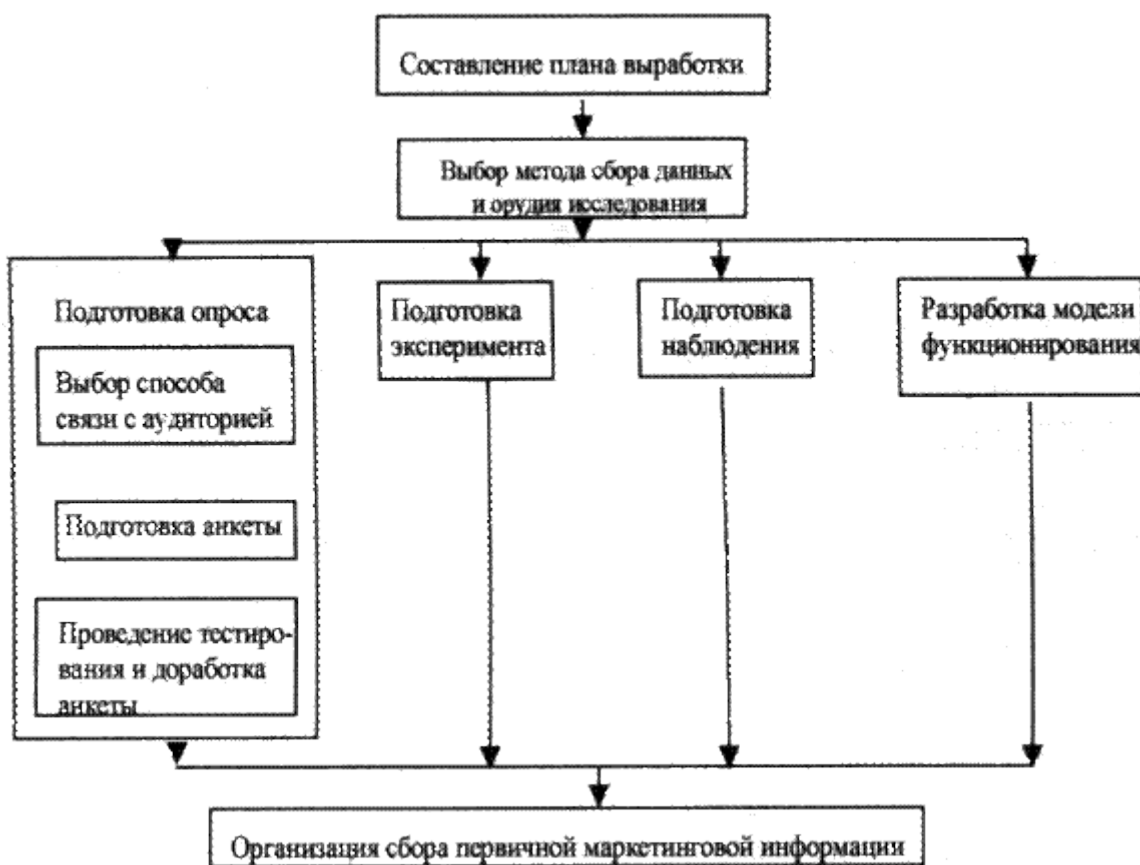 Составление плана выработки
Выбор метода сбора данных
и орудия исследования
Подготовка опроса
Выбор способа
связи с аудиторией
Подготовка анкеты
Проведение тестиро-
вания и доработка
анкеты
Подготовка
эксперимента
Подготовка
наблюдения
Разработка модели
функционирования
Организация сбора первичной маркетинговой информации